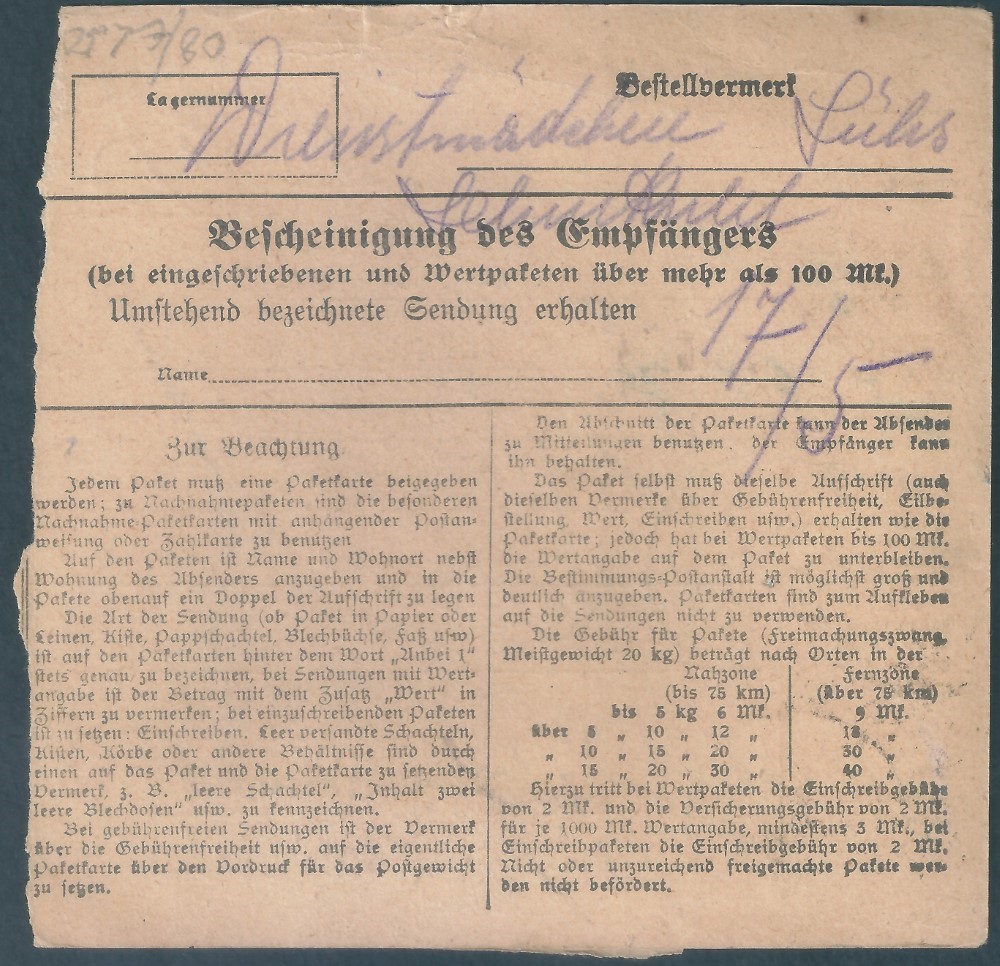 Lagernummer
Bestellvermerk
Dienstmädchen Lühs
Bescheinigung des Empfängers
(bei eingeschriebenen und Wertpaketen über mehr als 100 Mk.)
Umstehend bezeichnete Sendung erhalten
17/5
Name
Zur Beachtung
Jedem Paket muß eine Paketkarte beigegeben
werden; zu Nachnahmepaketen sind die besonderen
Nachnahme-Paketkarten mit anhängender Postan-
weisung oder Zahlkarte zu benutzen
Auf den Paketen ist Name und Wohnort nebst
Wohnung des Absenders anzugeben und in die
Pakete obenauf ein Doppel der Aufschrift zu legen
Die Art der Sendung (ob Paket in Papier oder
Leinen, Kiste, Pappschachtel, Blechbüchse, Faß usw)
ist auf den Paketkarten hinter dem Wort „Anbei 1"
stets genau zu bezeichnen, bei Sendungen mit Wert-
angabe ist der Betrag mit dem Zusatz „Wert" in
Ziffern zu vermerken; bei einzuschreibenden Paketen
ist zu setzen: Einschreiben. Leer versandte Schachteln,
Kisten, Körbe oder andere Behältnisse sind durch
einen auf das Paket und die Paketkarte zu setzenden
Vermerk, z. B. „leere Schachtel", „Inhalt zwei
leere Blechdosen" usw. zu kennzeichnen.
Bei gebührenfreien Sendungen ist der Vermerk
über die Gebührenfreiheit usw. auf die eigentliche
Paketkarte über den Vordruck für das Postgewicht
zu setzen.
Den Abschnitt der Paketkarte kann der Absender
zu Mitteilungen benutzen. der Empfänger kann
ihn behalten.
Das Paket selbst muß dieselbe Aufschrift (auch
dieselben Vermerke über Gebührenfreiheit, Eilbe-
stellung, Wert, Einschreiben usw.) erhalten wie die
Paketkarte; jedoch hat bei Wertpaketen bis 100 Mk.
die Wertangabe auf dem Paket zu unterbleiben.
Die Bestimmungs-Postanstalt ist möglichst groß und
deutlich anzugeben. Paketkarten sind zum Aufkleben
auf die Sendungen nicht zu verwenden.
Die Gebühr für Pakete (Freimachungszwang,
Meistgewicht 20 kg) beträgt nach Orten in der
Nahzone Fernzone
(bis 75 km) (über 75 km)
bis 5 kg 6 Mk. 9 Mk.
über 5 „ 10 „ 12 „ 18 „
„ 10 „ 15 „ 20 „ 30 „
„ 15 „ 20 „ 30 „ 40 „
Hierzu tritt bei Wertpaketen die Einschreibgebühr
von 2 Mk. und die Versicherungsgebühr von 2 Mk.
für je 1000 Mk. Wertangabe, mindestens 3 Mk., bei
Einschreibpaketen die Einschreibgebühr von 2 Mk.
Nicht oder unzureichend freigemachte Pakete wer-
den nicht befördert.